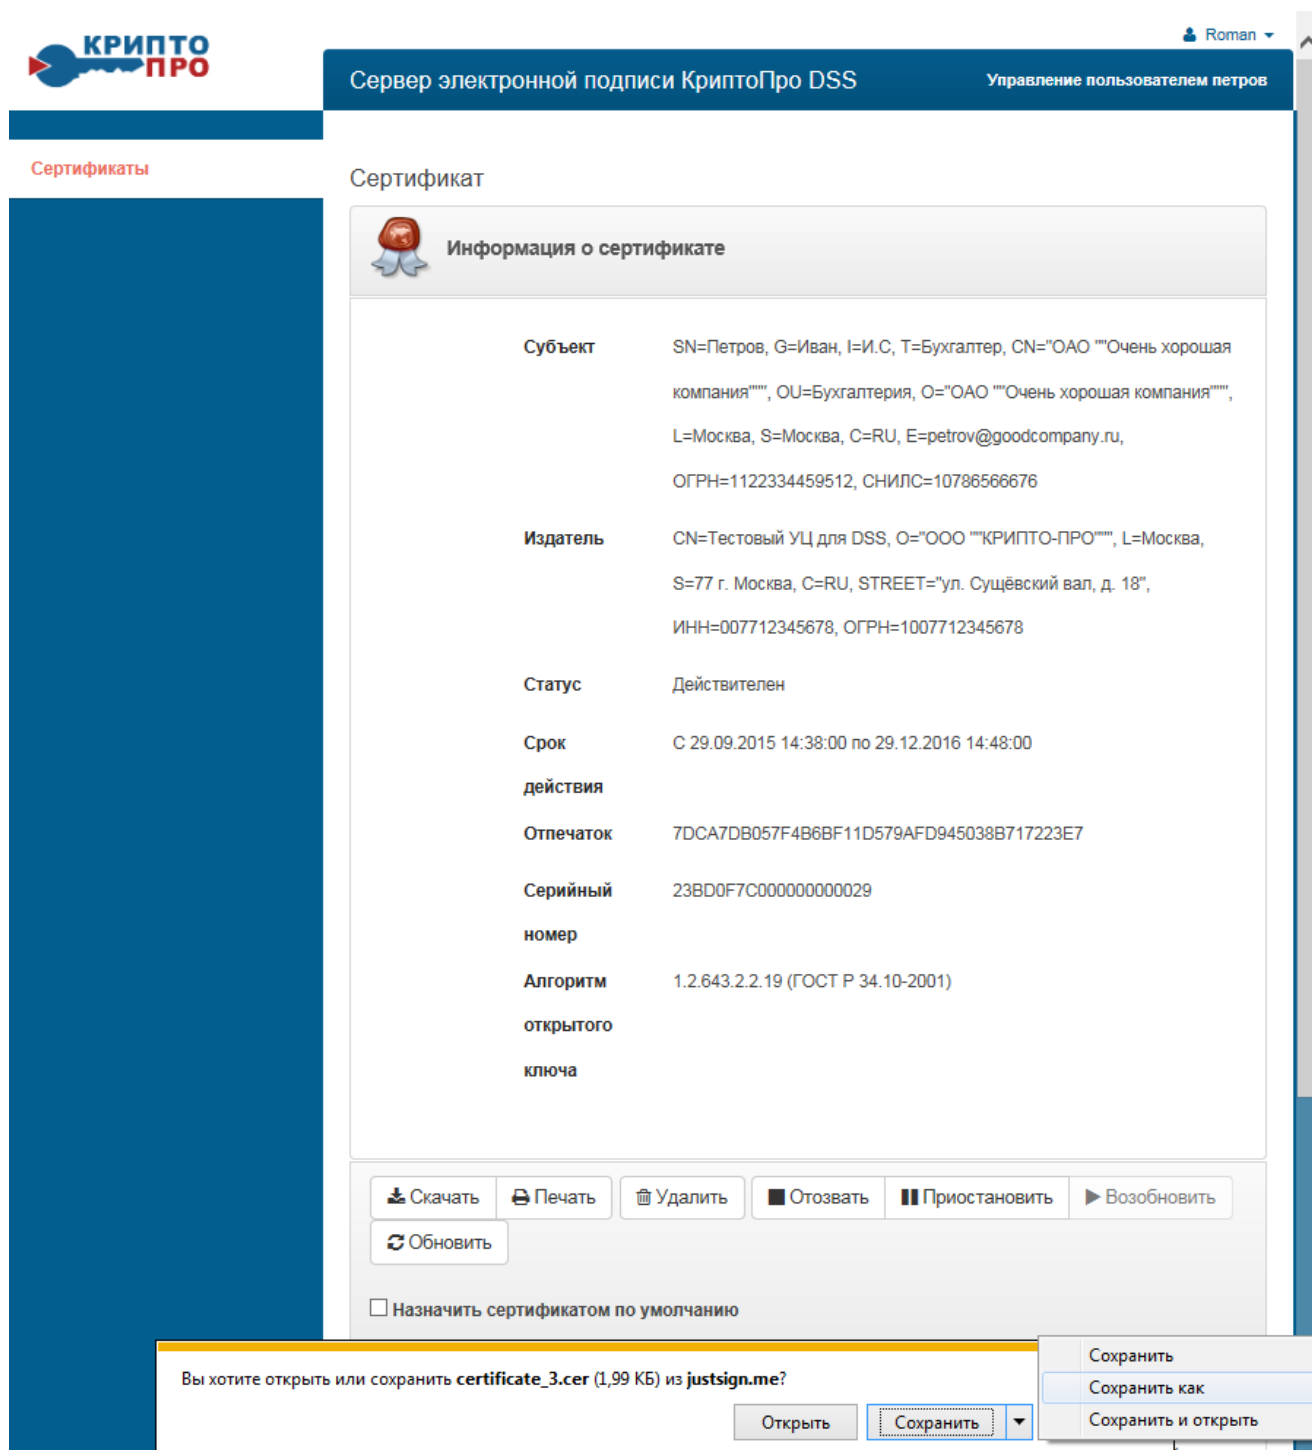 КРИПТО
ПРО
Roman
Сервер электронной подписи КриптоПро DSS
Управление пользователем петров
Сертификаты
Сертификат
Информация о сертификате
Субъект SN=Петров, G=Иван, I=И.С, T=Бухгалтер, CN="ОАО ""Очень хорошая
компания""", OU=Бухгалтерия, O="ОАО ""Очень хорошая компания""",
L=Москва, S=Москва, C=RU, E=petrov@goodcompany.ru,
ОГРН=1122334459512, СНИЛС=10786566676
Издатель CN=Тестовый УЦ для DSS, O="ООО ""КРИПТО-ПРО""", L=Москва,
S=77 г. Москва, C=RU, STREET="ул. Сущёвский вал, д. 18",
ИНН=007712345678, ОГРН=1007712345678
Статус Действителен
Срок С 29.09.2015 14:38:00 по 29.12.2016 14:48:00
действия
Отпечаток 7DCA7DB057F4B6BF11D579AFD945038B717223E7
Серийный 23BD0F7C000000000029
номер
Алгоритм 1.2.643.2.2.19 (ГОСТ Р 34.10-2001)
открытого
ключа
Скачать Печать Удалить Отозвать Приостановить Возобновить
Обновить
Назначить сертификатом по умолчанию
Вы хотите открыть или сохранить certificate_3.cer (1,99 КБ) из justsign.me?
Открыть Сохранить
Сохранить
Сохранить как
Сохранить и открыть